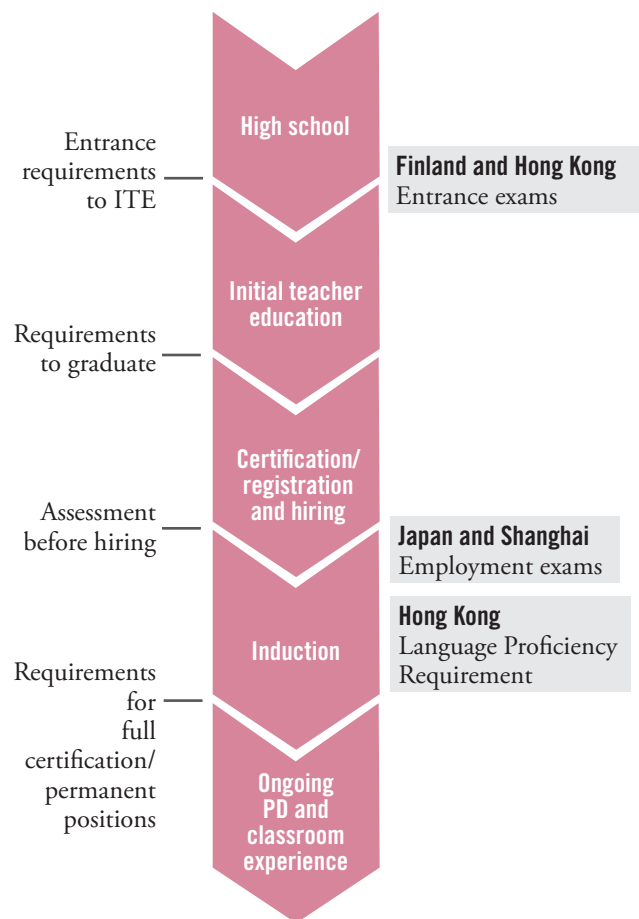 High school
Entrance
requirements
to ITE
Finland and Hong Kong
Entrance exams
Initial teacher
education
Requirements
to graduate
Certification/
registration
and hiring
Assessment
before hiring
Japan and Shanghai
Employment exams
Hong Kong
Language Proficiency
Requirement
Induction
Requirements
for
full
certification/
permanent
positions
Ongoing
PD and
classroom
experience